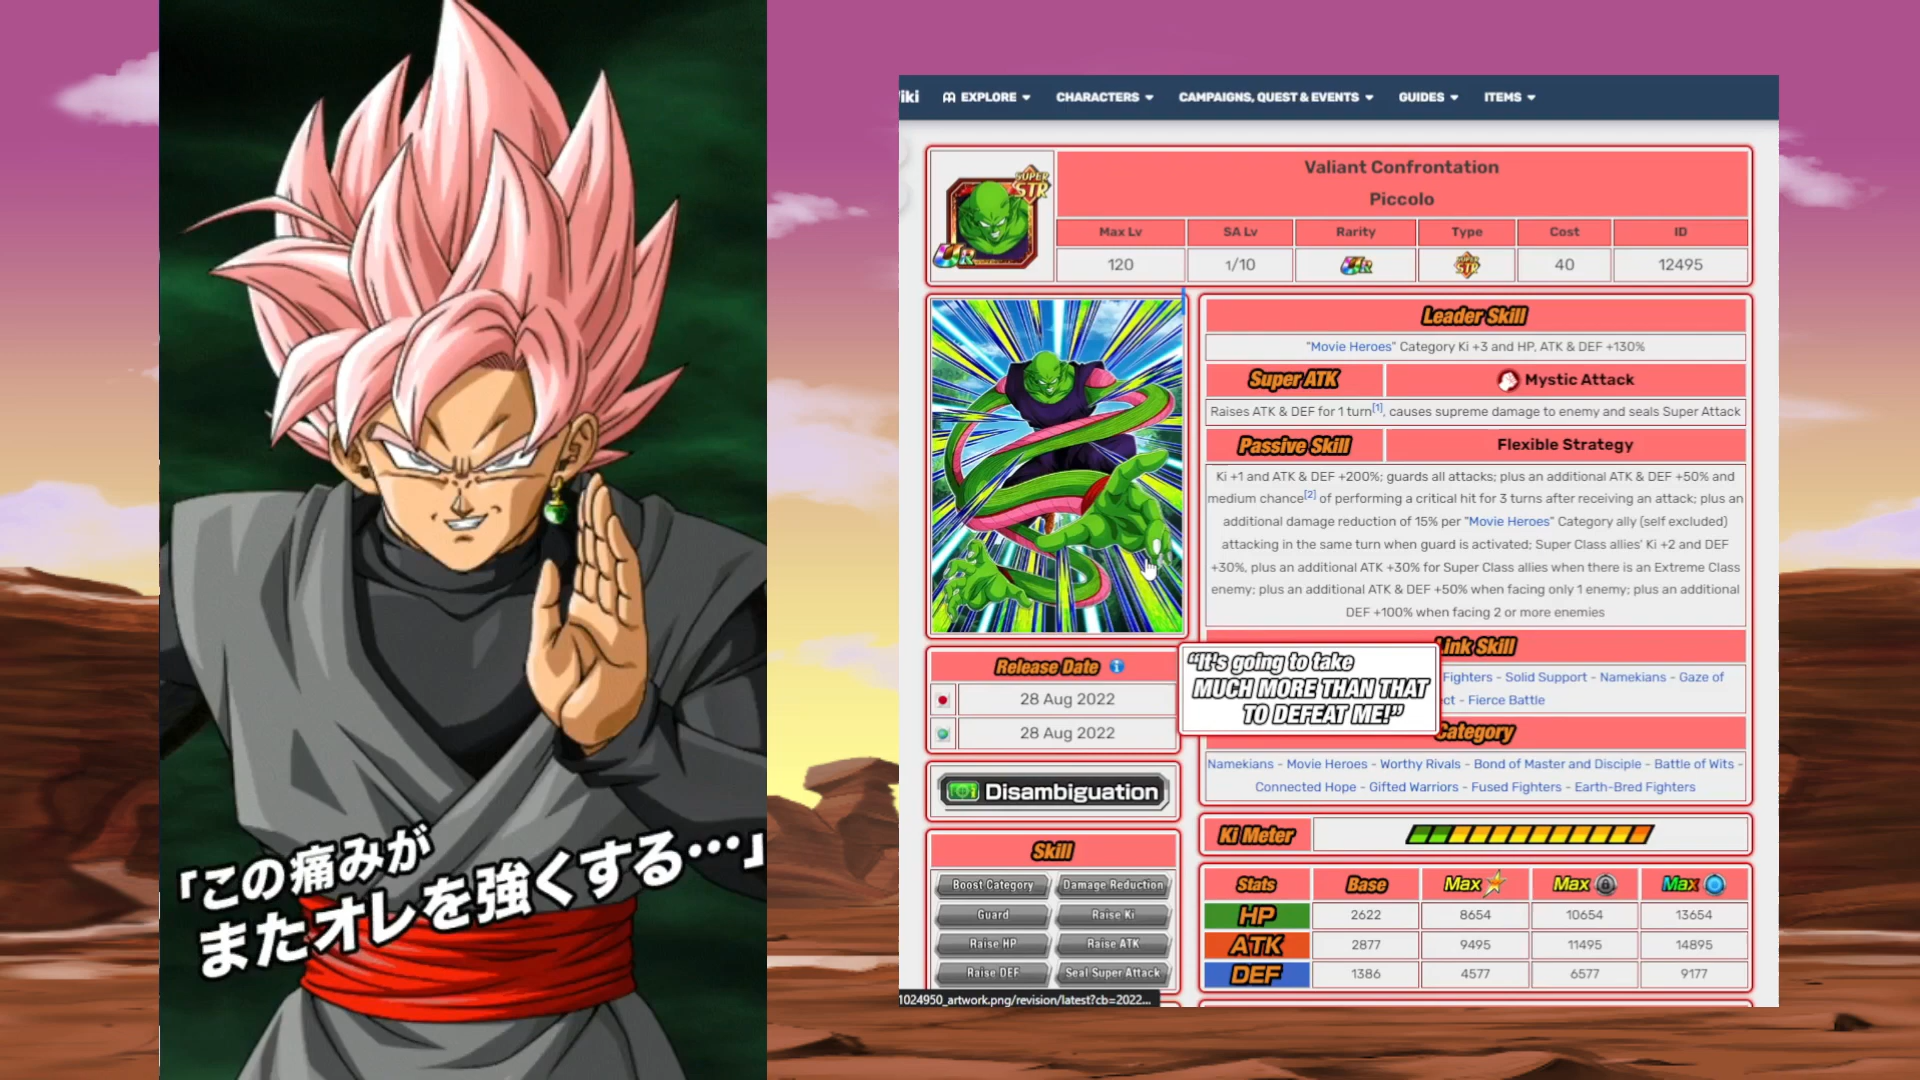 「この痛みが
またオレを強くする…」
iki EXPLORE CHARACTERS CAMPAIGNS, QUEST & EVENTS GUIDES ITEMS
SUPER STR
UR
Valiant Confrontation
Piccolo
Max Lv SA Lv Rarity Type Cost ID
120 1/10 UR SUPER STR 40 12495
Leader Skill
"Movie Heroes" Category Ki +3 and HP, ATK & DEF +130%
Super ATK Mystic Attack
Raises ATK & DEF for 1 turn[1], causes supreme damage to enemy and seals Super Attack
Passive Skill Flexible Strategy
Ki +1 and ATK & DEF +200%; guards all attacks; plus an additional ATK & DEF +50% and
medium chance[2] of performing a critical hit for 3 turns after receiving an attack; plus an
additional damage reduction of 15% per "Movie Heroes" Category ally (self excluded)
attacking in the same turn when guard is activated; Super Class allies' Ki +2 and DEF
+30%, plus an additional ATK +30% for Super Class allies when there is an Extreme Class
enemy; plus an additional ATK & DEF +50% when facing only 1 enemy; plus an additional
DEF +100% when facing 2 or more enemies
Link Skill
Fighters - Solid Support - Namekians - Gaze of
ct - Fierce Battle
"It's going to take
MUCH MORE THAN THAT
TO DEFEAT ME!"
Category
Namekians - Movie Heroes - Worthy Rivals - Bond of Master and Disciple - Battle of Wits -
Connected Hope - Gifted Warriors - Fused Fighters - Earth-Bred Fighters
Release Date
28 Aug 2022
28 Aug 2022
Disambiguation
Skill
Boost Category Damage Reduction
Guard Raise Ki
Raise HP Raise ATK
Raise DEF Seal Super Attack
Ki Meter
Stats Base Max Max Max
HP 2622 8654 10654 13654
ATK 2877 9495 11495 14895
DEF 1386 4577 6577 9177
1024950_artwork.png/revision/latest?cb=2022...